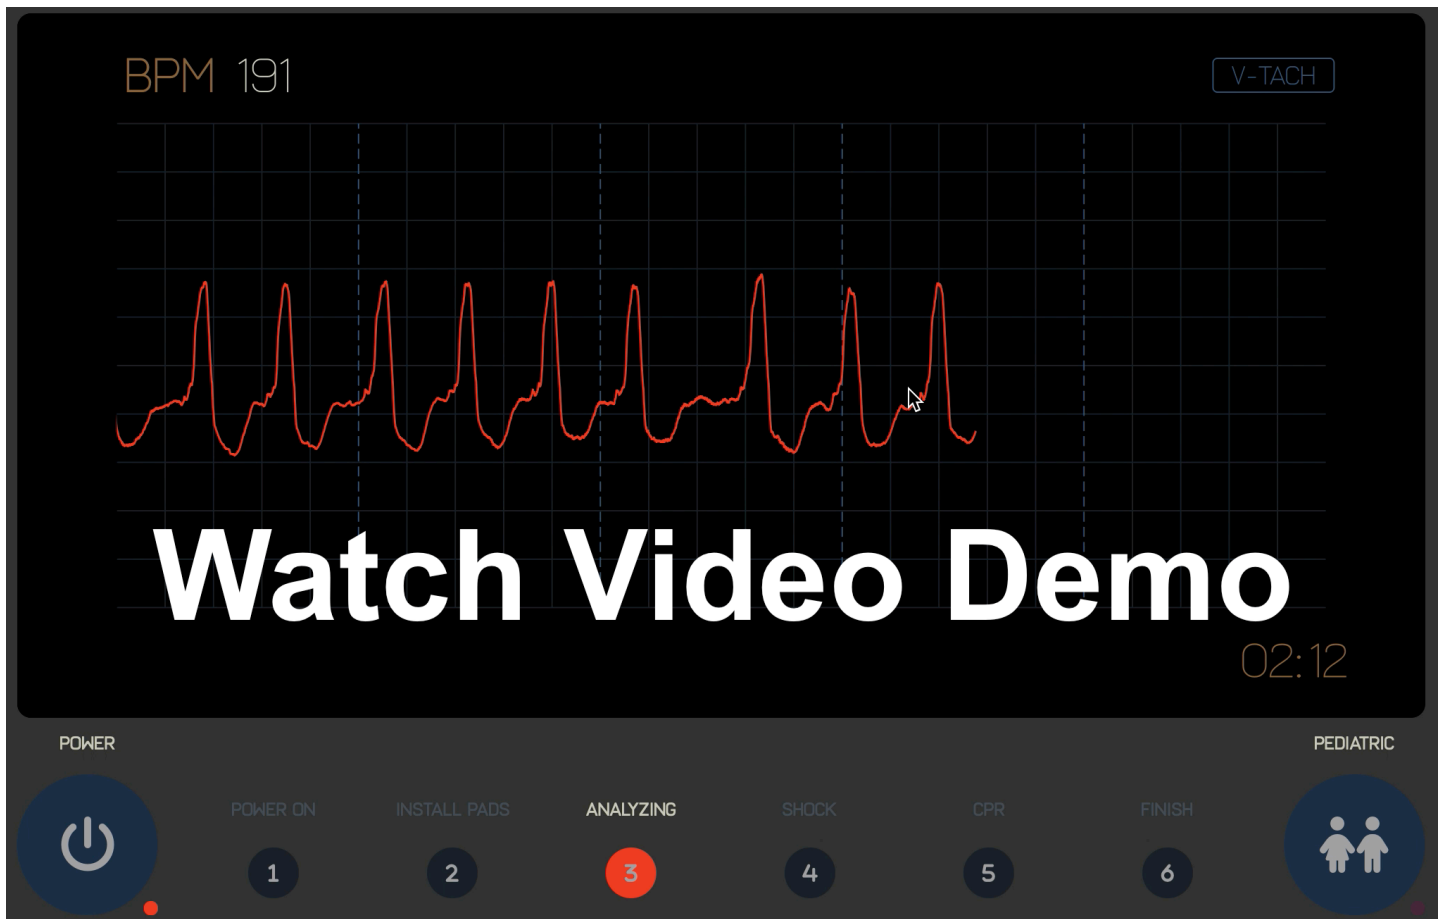 BPM 191
V-TACH
Watch Video Demo
02:12
POWER
PEDIATRIC
POWER ON
INSTALL PADS
ANALYZING
SHOCK
CPR
FINISH
1
2
3
4
5
6